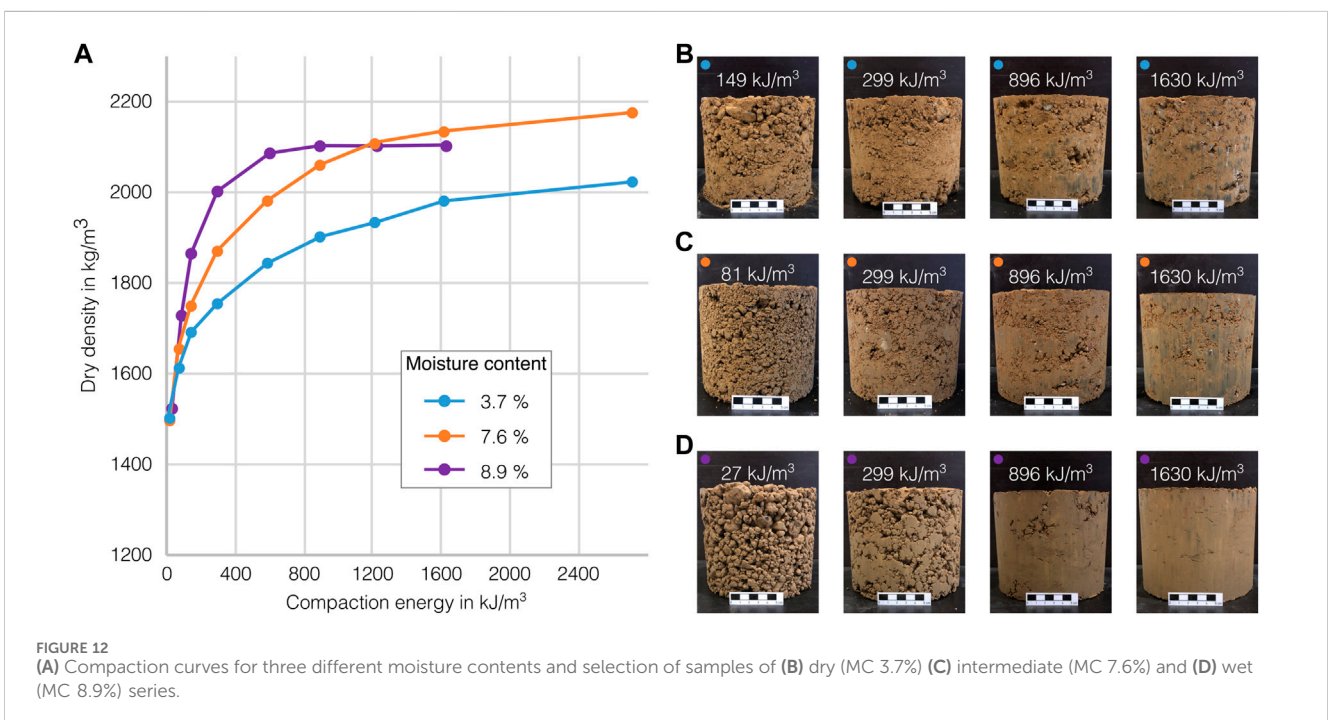 A
Dry density in kg/m³
2200
2000
1800
1600
1400
1200
0 400 800 1200 1600 2000 2400
Compaction energy in kJ/m³
Moisture content
3.7 %
7.6 %
8.9 %
B
149 kJ/m³ 299 kJ/m³ 896 kJ/m³ 1630 kJ/m³
C
81 kJ/m³ 299 kJ/m³ 896 kJ/m³ 1630 kJ/m³
D
27 kJ/m³ 299 kJ/m³ 896 kJ/m³ 1630 kJ/m³
FIGURE 12
(A) Compaction curves for three different moisture contents and selection of samples of (B) dry (MC 3.7%) (C) intermediate (MC 7.6%) and (D) wet
(MC 8.9%) series.